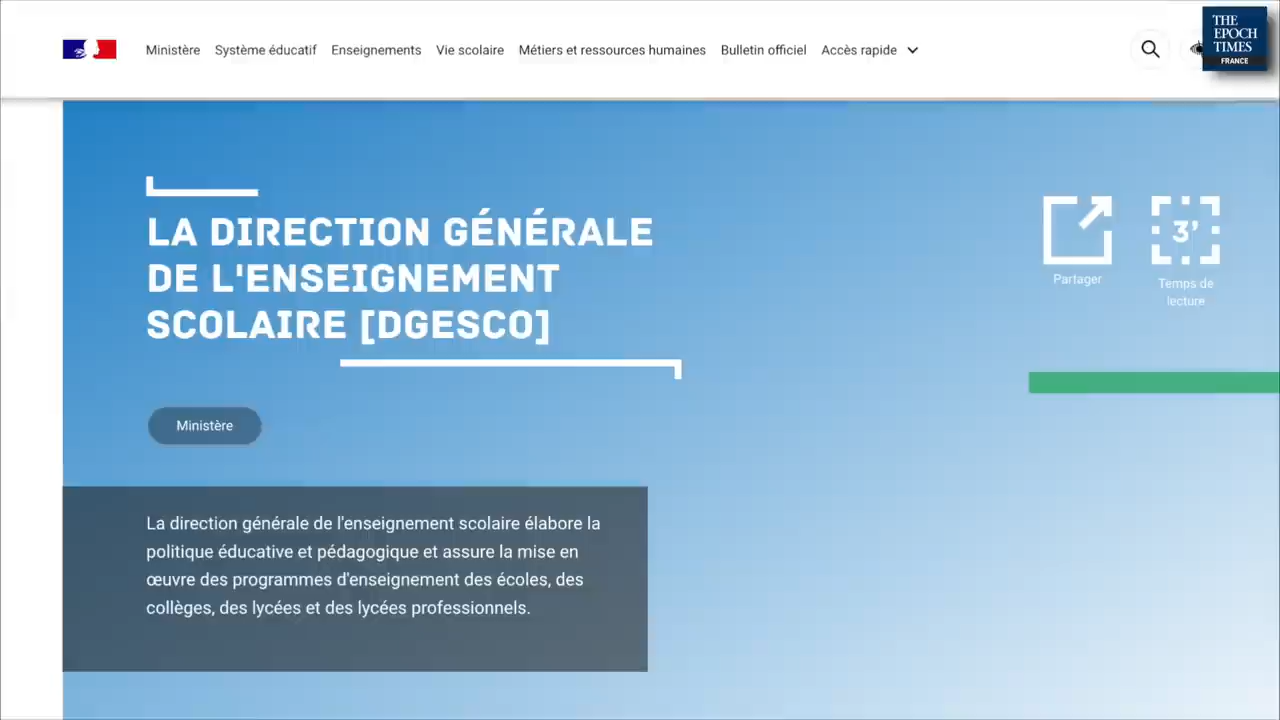 Ministère Système éducatif Enseignements Vie scolaire Métiers et ressources humaines Bulletin officiel Accès rapide
THE
EPOCH
TIMES
FRANCE
LA DIRECTION GÉNÉRALE
DE L'ENSEIGNEMENT
SCOLAIRE [DGESCO]
3'
Partager
Temps de
lecture
Ministère
La direction générale de l'enseignement scolaire élabore la
politique éducative et pédagogique et assure la mise en
œuvre des programmes d'enseignement des écoles, des
collèges, des lycées et des lycées professionnels.